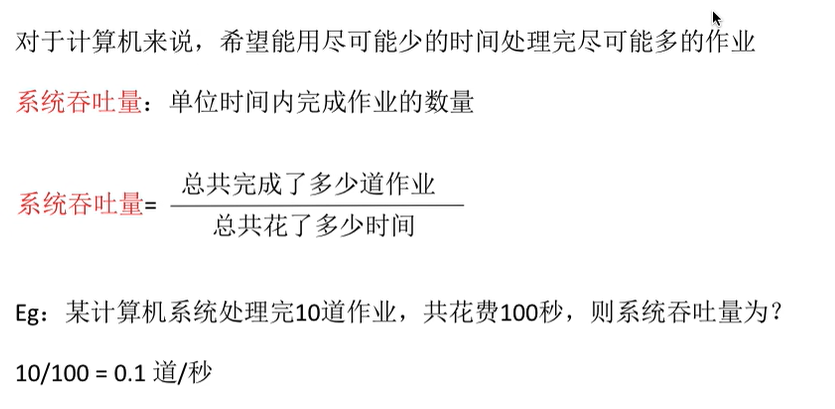 对于计算机来说，希望能用尽可能少的时间处理完尽可能多的作业
系统吞吐量：单位时间内完成作业的数量
系统吞吐量=
总共完成了多少道作业
总共花了多少时间
Eg：某计算机系统处理完10道作业，共花费100秒，则系统吞吐量为？
10/100 = 0.1 道/秒